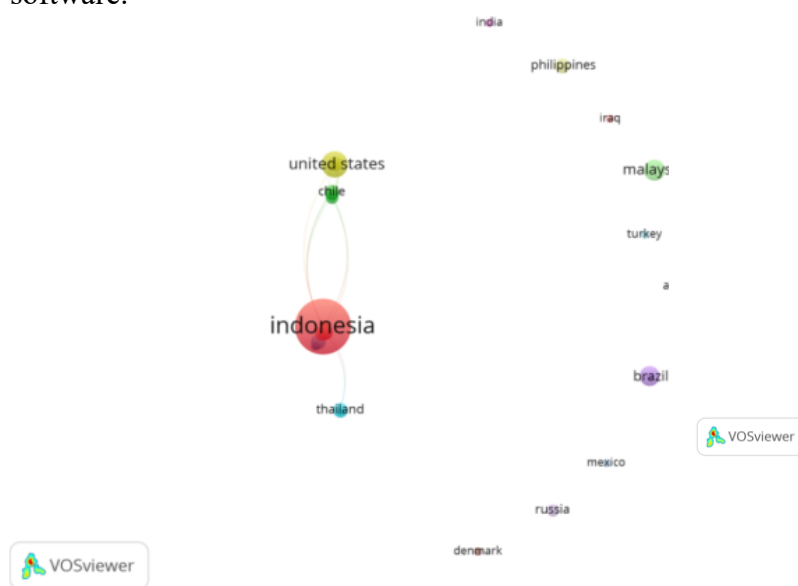 software.
india
philippines
iraq
united states
malays
chile
turkey
a
indonesia
brazil
thailand
VOSviewer
mexico
russia
denmark
VOSviewer